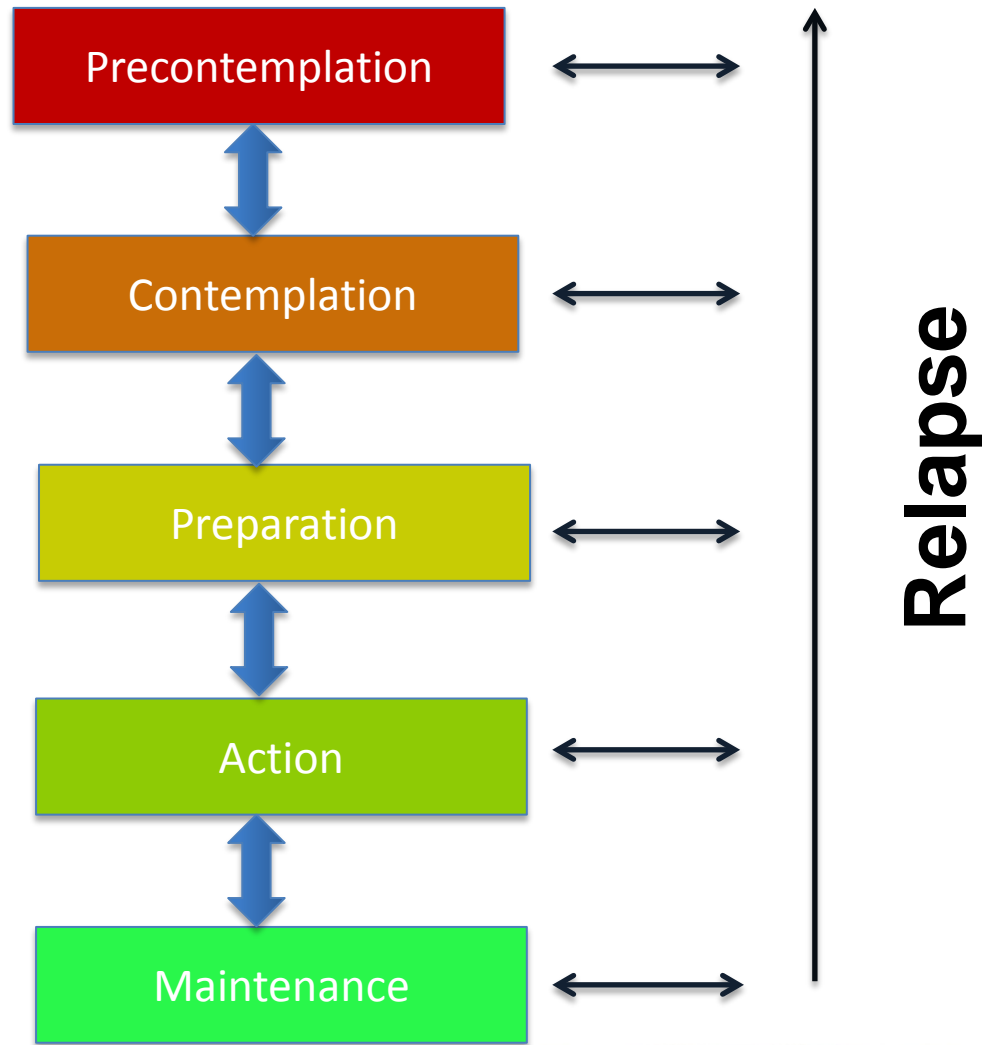 Precontemplation
Contemplation
Preparation
Action
Maintenance
Relapse